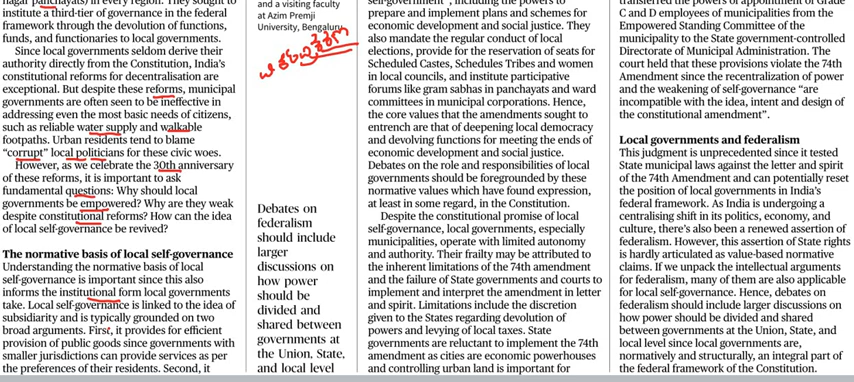 nagar panchayats) in every region. They sought to
institute a third-tier of governance in the federal
framework through the devolution of functions,
funds, and functionaries to local governments.
Since local governments seldom derive their
authority directly from the Constitution, India's
constitutional reforms for decentralisation are
exceptional. But despite these reforms, municipal
governments are often seen to be ineffective in
addressing even the most basic needs of citizens,
such as reliable water supply and walkable
footpaths. Urban residents tend to blame
“corrupt” local politicians for these civic woes.
However, as we celebrate the 30th anniversary
of these reforms, it is important to ask
fundamental questions: Why should local
governments be empowered? Why are they weak
despite constitutional reforms? How can the idea
of local self-governance be revived?
The normative basis of local self-governance
Understanding the normative basis of local
self-governance is important since this also
informs the institutional form local governments
take. Local self-governance is linked to the idea of
subsidiarity and is typically grounded on two
broad arguments. First, it provides for efficient
provision of public goods since governments with
smaller jurisdictions can provide services as per
the preferences of their residents. Second, it
and a visiting faculty
at Azim Premji
University, Bengaluru
Debates on
federalism
should include
larger
discussions on
how power
should be
divided and
shared between
governments at
the Union, State,
and local level
self-government”, including the powers to
prepare and implement plans and schemes for
economic development and social justice. They
also mandate the regular conduct of local
elections, provide for the reservation of seats for
Scheduled Castes, Schedules Tribes and women
in local councils, and institute participative
forums like gram sabhas in panchayats and ward
committees in municipal corporations. Hence,
the core values that the amendments sought to
entrench are that of deepening local democracy
and devolving functions for meeting the ends of
economic development and social justice.
Debates on the role and responsibilities of local
governments should be foregrounded by these
normative values which have found expression,
at least in some regard, in the Constitution.
Despite the constitutional promise of local
self-governance, local governments, especially
municipalities, operate with limited autonomy
and authority. Their frailty may be attributed to
the inherent limitations of the 74th amendment
and the failure of State governments and courts to
implement and interpret the amendment in letter
and spirit. Limitations include the discretion
given to the States regarding devolution of
powers and levying of local taxes. State
governments are reluctant to implement the 74th
amendment as cities are economic powerhouses
and controlling urban land is important for
transferred the powers of appointment of Grade
C and D employees of municipalities from the
Empowered Standing Committee of the
municipality to the State government-controlled
Directorate of Municipal Administration. The
court held that these provisions violate the 74th
Amendment since the recentralization of power
and the weakening of self-governance “are
incompatible with the idea, intent and design of
the constitutional amendment”.
Local governments and federalism
This judgment is unprecedented since it tested
State municipal laws against the letter and spirit
of the 74th Amendment and can potentially reset
the position of local governments in India's
federal framework. As India is undergoing a
centralising shift in its politics, economy, and
culture, there's also been a renewed assertion of
federalism. However, this assertion of State rights
is hardly articulated as value-based normative
claims. If we unpack the intellectual arguments
for federalism, many of them are also applicable
for local self-governance. Hence, debates on
federalism should include larger discussions on
how power should be divided and shared
between governments at the Union, State, and
local level since local governments are,
normatively and structurally, an integral part of
the federal framework of the Constitution.